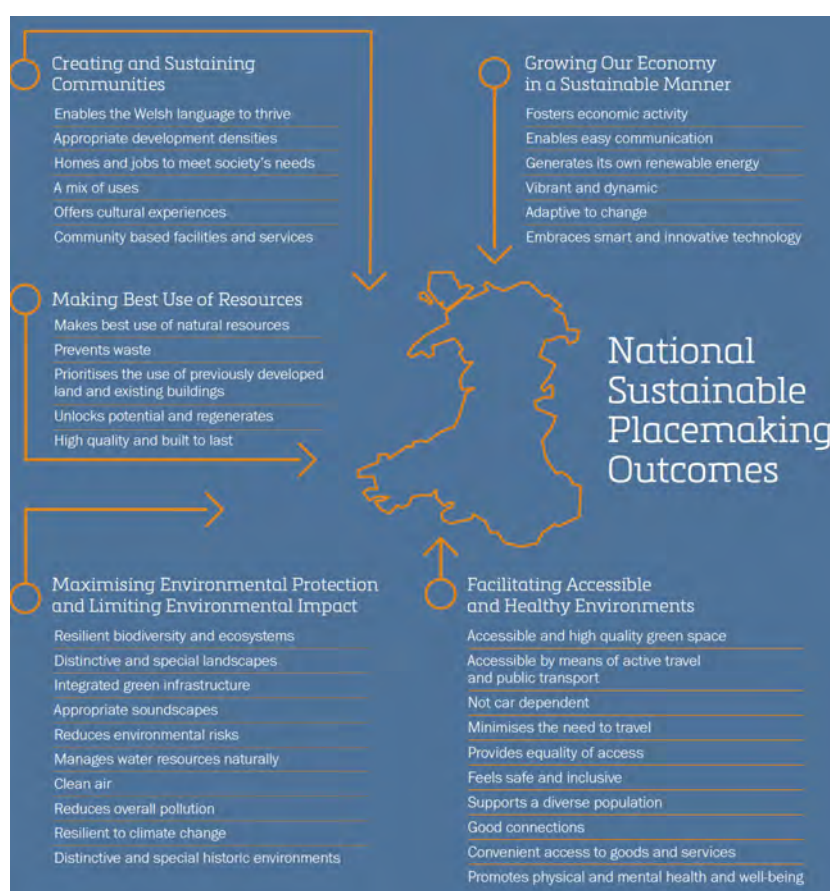 Creating and Sustaining
Communities
Enables the Welsh language to thrive
Appropriate development densities
Homes and jobs to meet society's needs
A mix of uses
Offers cultural experiences
Community based facilities and services
Growing Our Economy
in a Sustainable Manner
Fosters economic activity
Enables easy communication
Generates its own renewable energy
Vibrant and dynamic
Adaptive to change
Embraces smart and innovative technology
Making Best Use of Resources
Makes best use of natural resources
Prevents waste
Prioritises the use of previously developed
land and existing buildings
Unlocks potential and regenerates
High quality and built to last
National
Sustainable
Placemaking
Outcomes
Maximising Environmental Protection
and Limiting Environmental Impact
Resilient biodiversity and ecosystems
Distinctive and special landscapes
Integrated green infrastructure
Appropriate soundscapes
Reduces environmental risks
Manages water resources naturally
Clean air
Reduces overall pollution
Resilient to climate change
Distinctive and special historic environments
Facilitating Accessible
and Healthy Environments
Accessible and high quality green space
Accessible by means of active travel
and public transport
Not car dependent
Minimises the need to travel
Provides equality of access
Feels safe and inclusive
Supports a diverse population
Good connections
Convenient access to goods and services
Promotes physical and mental health and well-being